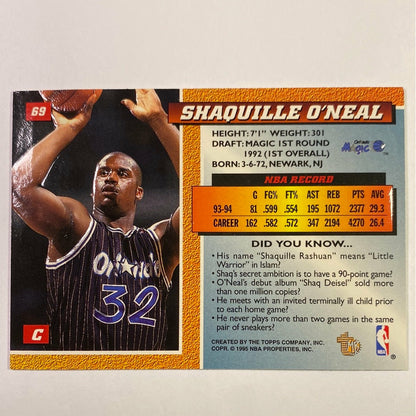 69
SHAQUILLE O'NEAL
HEIGHT: 7'1" WEIGHT: 301
DRAFT: MAGIC 1ST ROUND
1992 (1ST OVERALL)
BORN: 3-6-72, NEWARK, NJ
Orlando
Magic
NBA RECORD
G FG% FT% AST REB PTS AVG
93-94 81 .599 .554 195 1072 2377 29.3
CAREER 162 .582 .572 347 2194 4270 26.4
DID YOU KNOW...
• His name "Shaquille Rashuan" means "Little
Warrior" in Islam?
• Shaq's secret ambition is to have a 90-point game?
• O'Neal's debut album "Shaq Deisel" sold more
than one million copies?
• He meets with an invited terminally ill child prior
to each home game?
• He never plays more than two games in the same
pair of sneakers?
Orlando
32
C
CREATED BY THE TOPPS COMPANY, INC.
COP. © 1995 NBA PROPERTIES, INC.
NBA